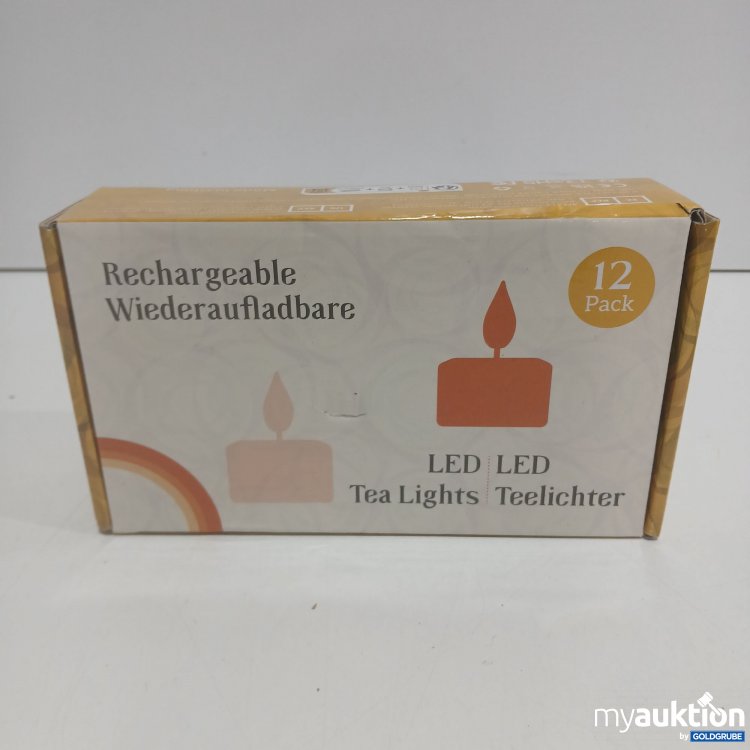 Rechargeable
Wiederaufladbare
12
Pack
LED
Tea Lights
LED
Teelichter
myauktion
by GOLDGRUBE